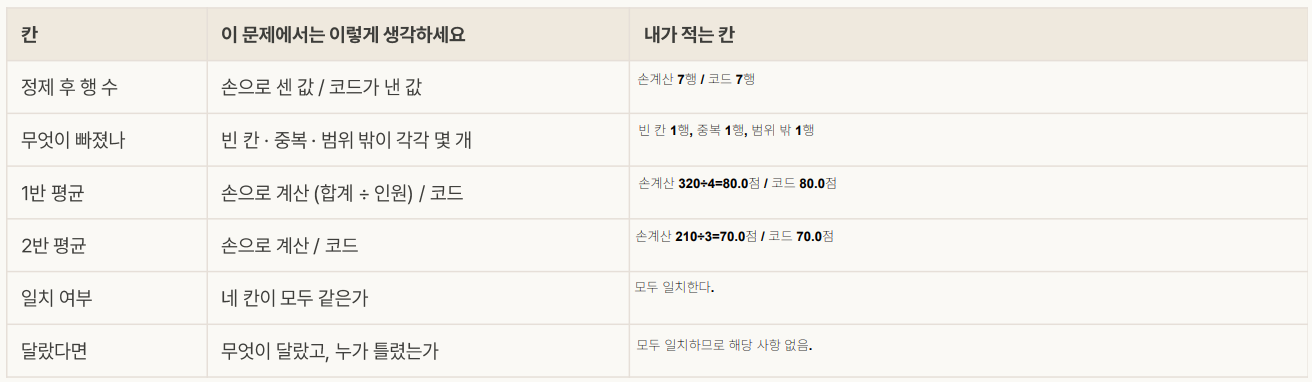 칸 이 문제에서는 이렇게 생각하세요 내가 적는 칸
정제 후 행 수 손으로 센 값 / 코드가 낸 값 손계산 7행 / 코드 7행
무엇이 빠졌나 빈 칸 · 중복 · 범위 밖이 각각 몇 개 빈 칸 1행, 중복 1행, 범위 밖 1행
1반 평균 손으로 계산 (합계 ÷ 인원) / 코드 손계산 320÷4=80.0점 / 코드 80.0점
2반 평균 손으로 계산 / 코드 손계산 210÷3=70.0점 / 코드 70.0점
일치 여부 네 칸이 모두 같은가 모두 일치한다.
달랐다면 무엇이 달랐고, 누가 틀렸는가 모두 일치하므로 해당 사항 없음.